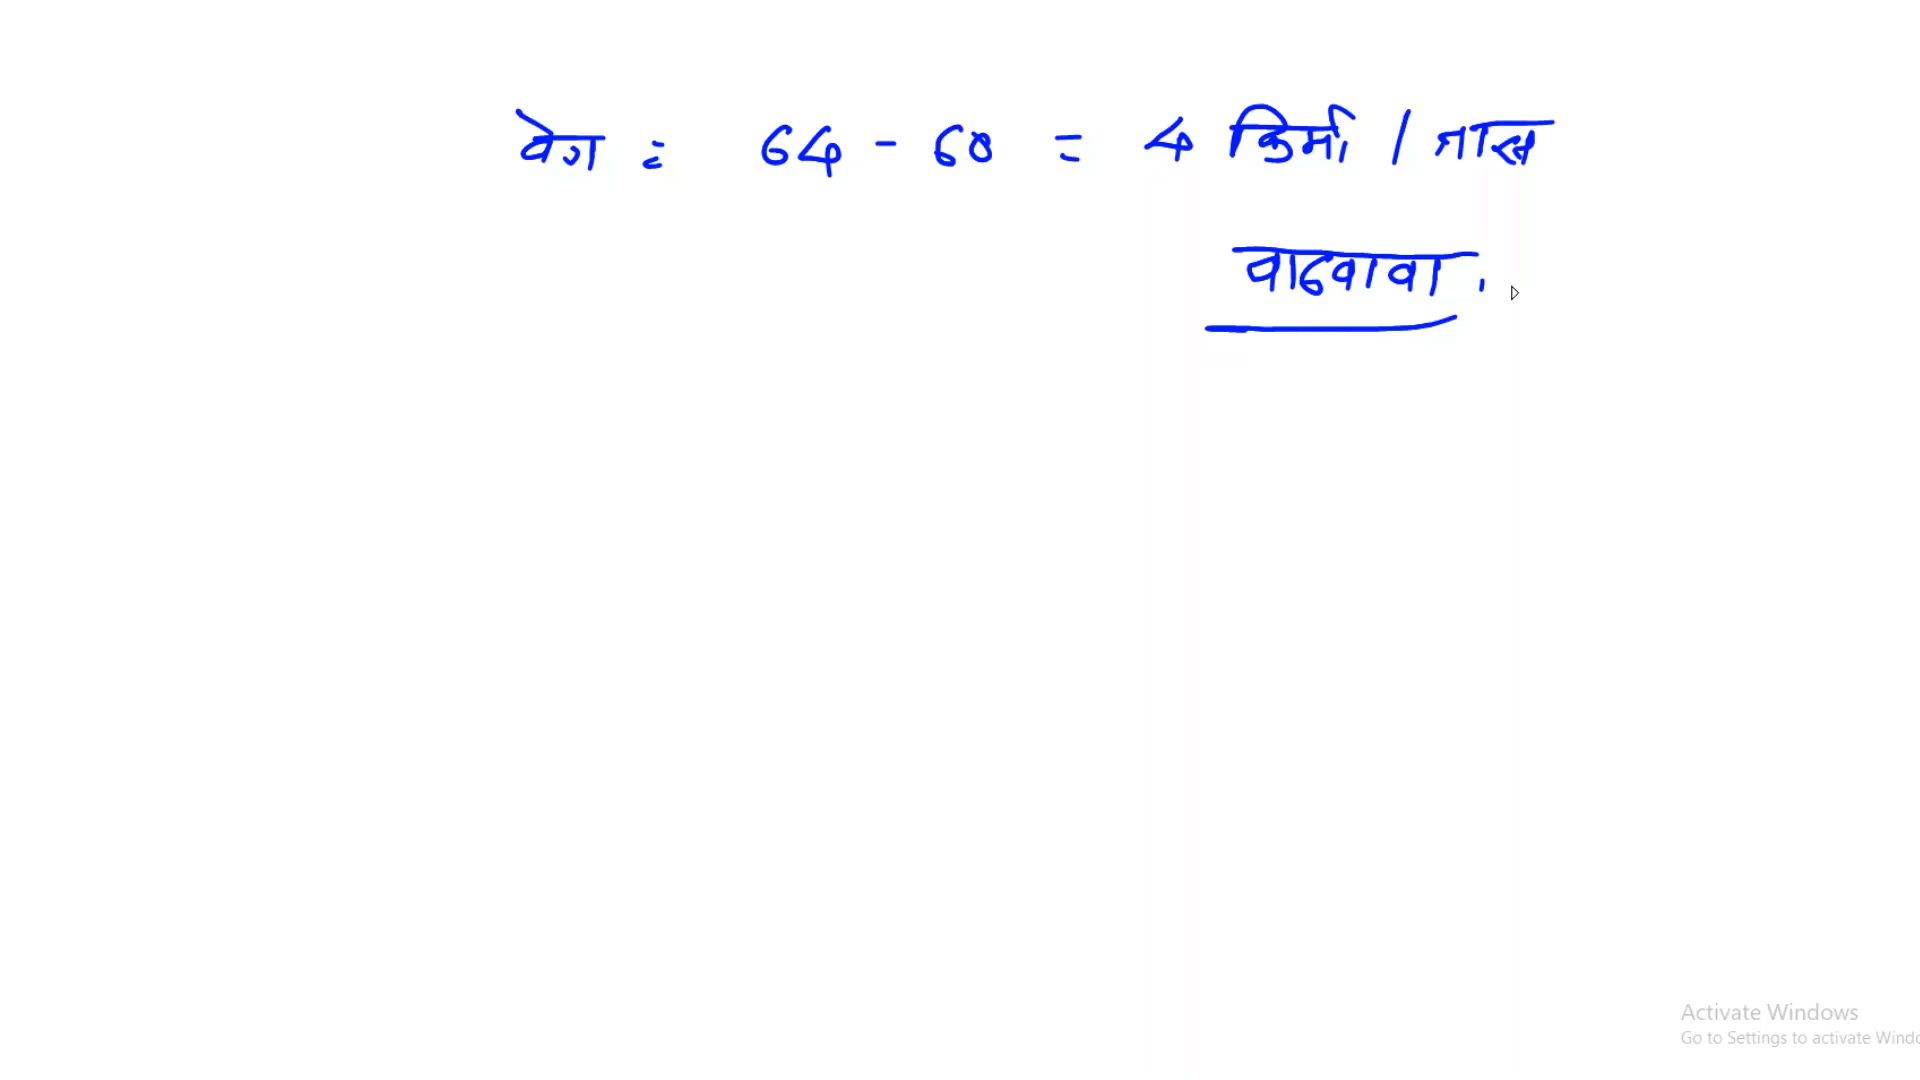 वेग = 64 - 60 = 4 किमी / तास
वाढवावा .
Activate Windows
Go to Settings to activate Windo